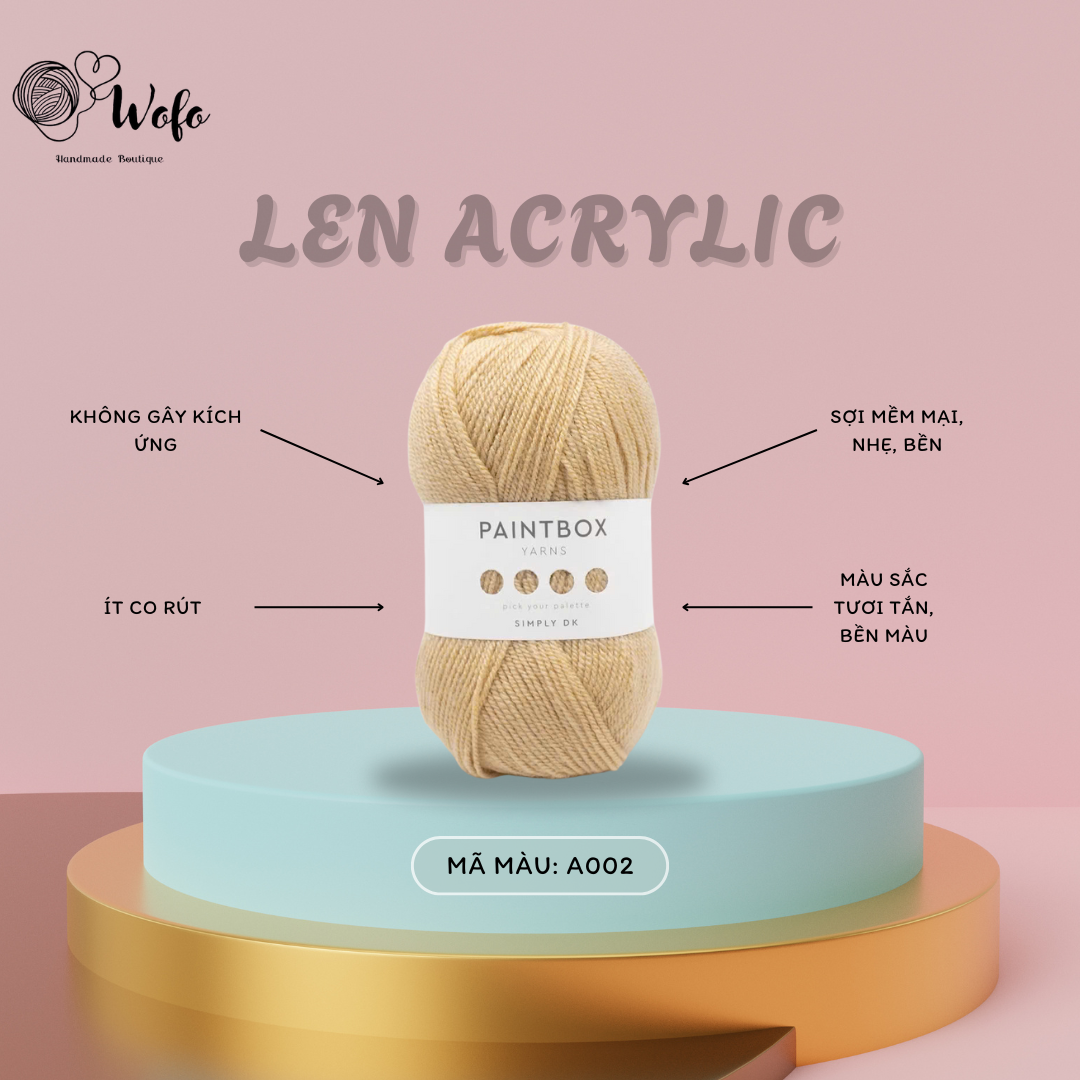 Wofo
Handmade Boutique
LEN ACRYLIC
KHÔNG GÂY KÍCH
ỨNG
SỢI MỀM MẠI,
NHẸ, BỀN
PAINTBOX
YARNS
pick your palette
SIMPLY DK
ÍT CO RÚT
MÀU SẮC
TƯƠI TẮN,
BỀN MÀU
MÃ MÀU: A002